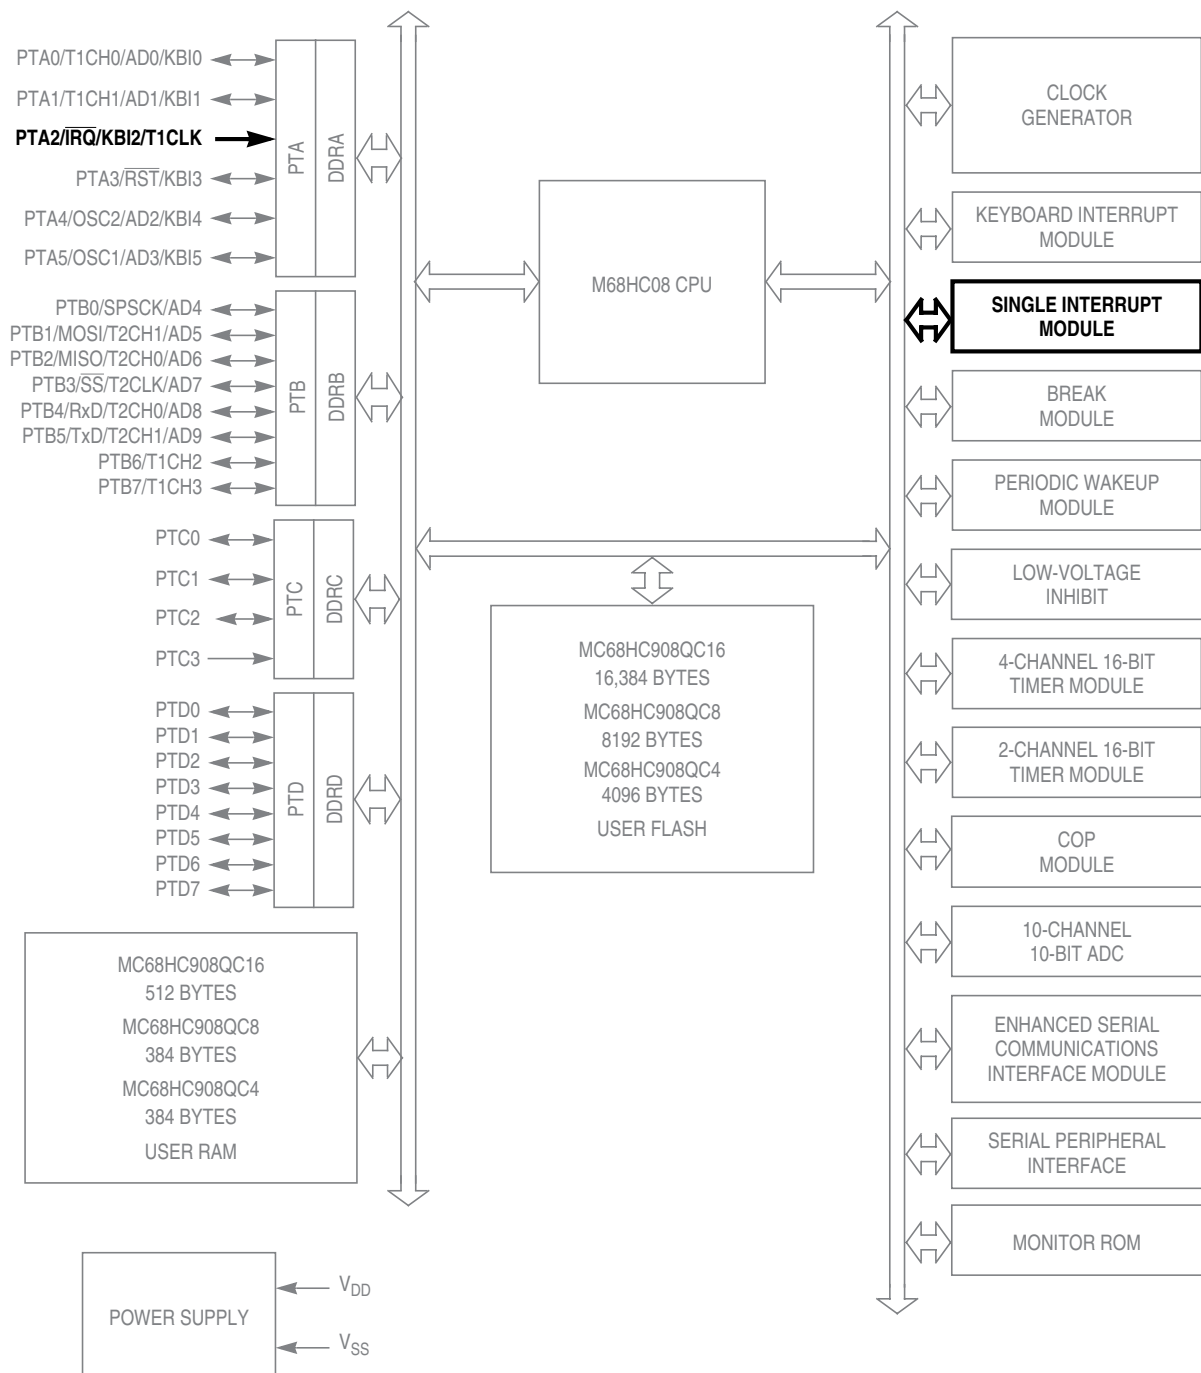 PTA0/T1CH0/AD0/KBI0
PTA1/T1CH1/AD1/KBI1
PTA2/IRQ/KBI2/T1CLK
PTA3/RST/KBI3
PTA4/OSC2/AD2/KBI4
PTA5/OSC1/AD3/KBI5
PTA
DDRA
PTB0/SPSCK/AD4
PTB1/MOSI/T2CH1/AD5
PTB2/MISO/T2CH0/AD6
PTB3/SS/T2CLK/AD7
PTB4/RxD/T2CH0/AD8
PTB5/TxD/T2CH1/AD9
PTB6/T1CH2
PTB7/T1CH3
PTB
DDRB
PTC0
PTC1
PTC2
PTC3
PTC
DDRC
PTD0
PTD1
PTD2
PTD3
PTD4
PTD5
PTD6
PTD7
PTD
DDRD
MC68HC908QC16
512 BYTES
MC68HC908QC8
384 BYTES
MC68HC908QC4
384 BYTES
USER RAM
POWER SUPPLY
VDD
VSS
M68HC08 CPU
MC68HC908QC16
16,384 BYTES
MC68HC908QC8
8192 BYTES
MC68HC908QC4
4096 BYTES
USER FLASH
CLOCK
GENERATOR
KEYBOARD INTERRUPT
MODULE
SINGLE INTERRUPT
MODULE
BREAK
MODULE
PERIODIC WAKEUP
MODULE
LOW-VOLTAGE
INHIBIT
4-CHANNEL 16-BIT
TIMER MODULE
2-CHANNEL 16-BIT
TIMER MODULE
COP
MODULE
10-CHANNEL
10-BIT ADC
ENHANCED SERIAL
COMMUNICATIONS
INTERFACE MODULE
SERIAL PERIPHERAL
INTERFACE
MONITOR ROM